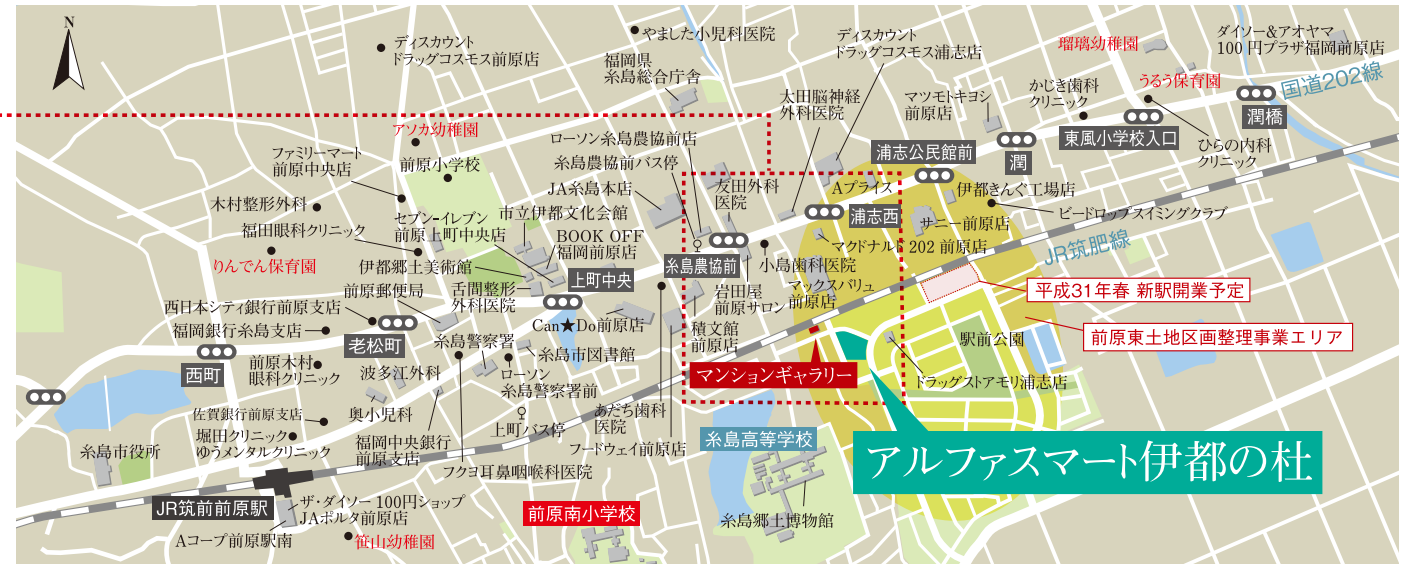 N
ディスカウント
ドラッグコスモス前原店
やました小児科医院
福岡県
糸島総合庁舎
ディスカウント
ドラッグコスモス浦志店
瑠璃幼稚園
ダイソー&アオヤマ
100円プラザ福岡前原店
うるう保育園
国道202線
太田脳神経
外科医院
マツモトキヨシ
前原店
かじき歯科
クリニック
潤橋
アソカ幼稚園
ローソン糸島農協前店
東風小学校入口
ひらの内科
クリニック
ファミリーマート
前原中央店
前原小学校
糸島農協前バス停
浦志公民館前
潤
JA糸島本店
友田外科
医院
Aプライス
伊都きんぐ工場店
木村整形外科
セブン-イレブン
前原上町中央店
市立伊都文化会館
浦志西
サニー前原店
ビードロップスイミングクラブ
福田眼科クリニック
BOOK OFF
福岡前原店
マクドナルド202 前原店
JR筑肥線
りんでん保育園
伊都郷土美術館
上町中央
糸島農協前
小島歯科医院
前原郵便局
舌間整形
外科医院
岩田屋
前原サロン
マックスバリュ
前原店
平成31年春 新駅開業予定
西日本シティ銀行前原支店
福岡銀行糸島支店
老松町
Can★Do前原店
積文館
前原店
前原東土地区画整理事業エリア
駅前公園
西町
前原木村
眼科クリニック
糸島警察署
糸島市図書館
波多江外科
ローソン
糸島警察署前
マンションギャラリー
ドラッグストアモリ浦志店
佐賀銀行前原支店
奥小児科
上町バス停
あだち歯科
医院
堀田クリニック
ゆうメンタルクリニック
福岡中央銀行
前原支店
フードウェイ前原店
糸島高等学校
アルファスマート伊都の杜
糸島市役所
フクヨ耳鼻咽喉科医院
JR筑前前原駅
ザ・ダイソー 100円ショップ
JAポルタ前原店
前原南小学校
糸島郷土博物館
Aコープ前原駅南
笹山幼稚園